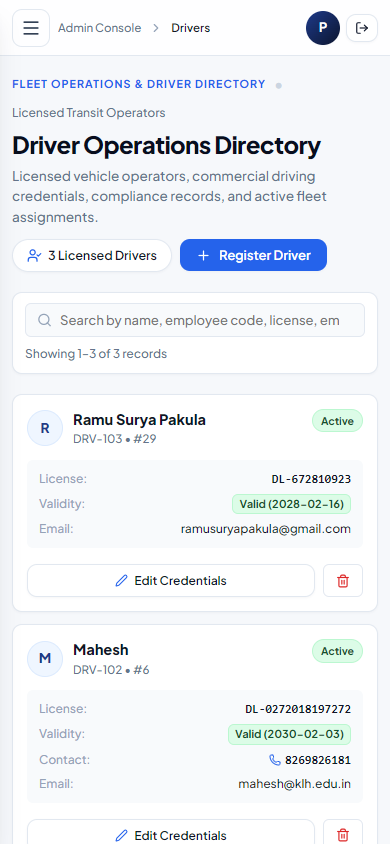 Admin Console > Drivers
P
FLEET OPERATIONS & DRIVER DIRECTORY
Licensed Transit Operators
Driver Operations Directory
Licensed vehicle operators, commercial driving
credentials, compliance records, and active fleet
assignments.
3 Licensed Drivers
+ Register Driver
Search by name, employee code, license, em
Showing 1–3 of 3 records
R
Ramu Surya Pakula
Active
DRV-103 • #29
License: DL-672810923
Validity: Valid (2028-02-16)
Email: ramusuryapakula@gmail.com
Edit Credentials
M
Mahesh
Active
DRV-102 • #6
License: DL-0272018197272
Validity: Valid (2030-02-03)
Contact: 8269826181
Email: mahesh@klh.edu.in
Edit Credentials